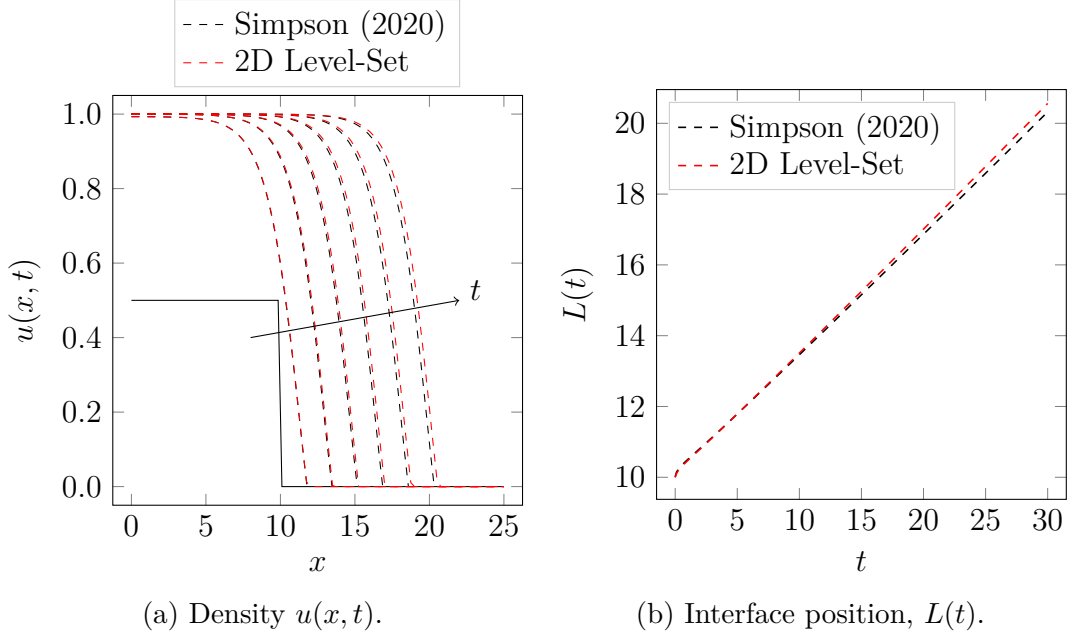 Simpson (2020)
2D Level-Set
1.0
0.8
0.6
0.4
0.2
0.0
u(x, t)
t
0 5 10 15 20 25
x
(a) Density u(x, t).
Simpson (2020)
2D Level-Set
20
18
16
14
12
10
L(t)
0 5 10 15 20 25 30
t
(b) Interface position, L(t).